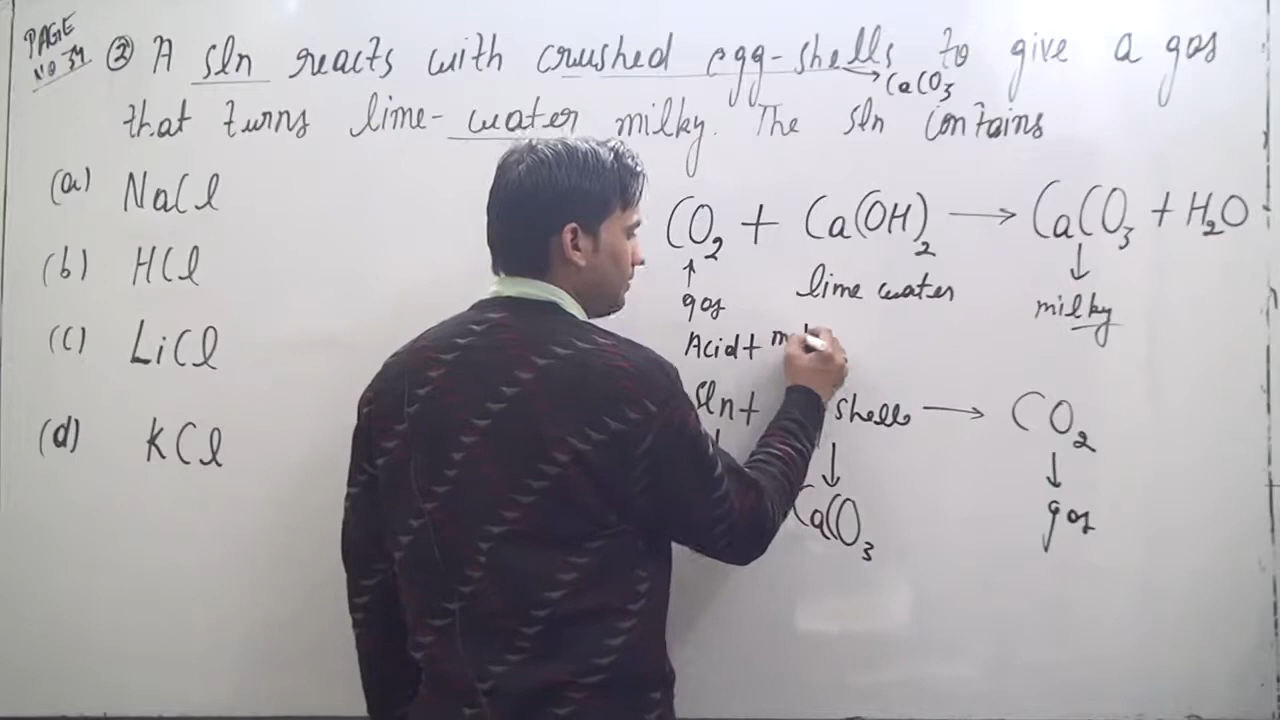 PAGE
NO 34
② A sln reacts with crushed egg-shells to give a gas
CaCO₃
that turns lime-water milky. The sln contains
(a) NaCl
(b) HCl
(c) LiCl
(d) KCl
CO₂ + Ca(OH)₂ → CaCO₃ + H₂O
↑ ↓
gas lime water milky
Acid +
sln + shells → CO₂
↓ ↓
CaCO₃ gas